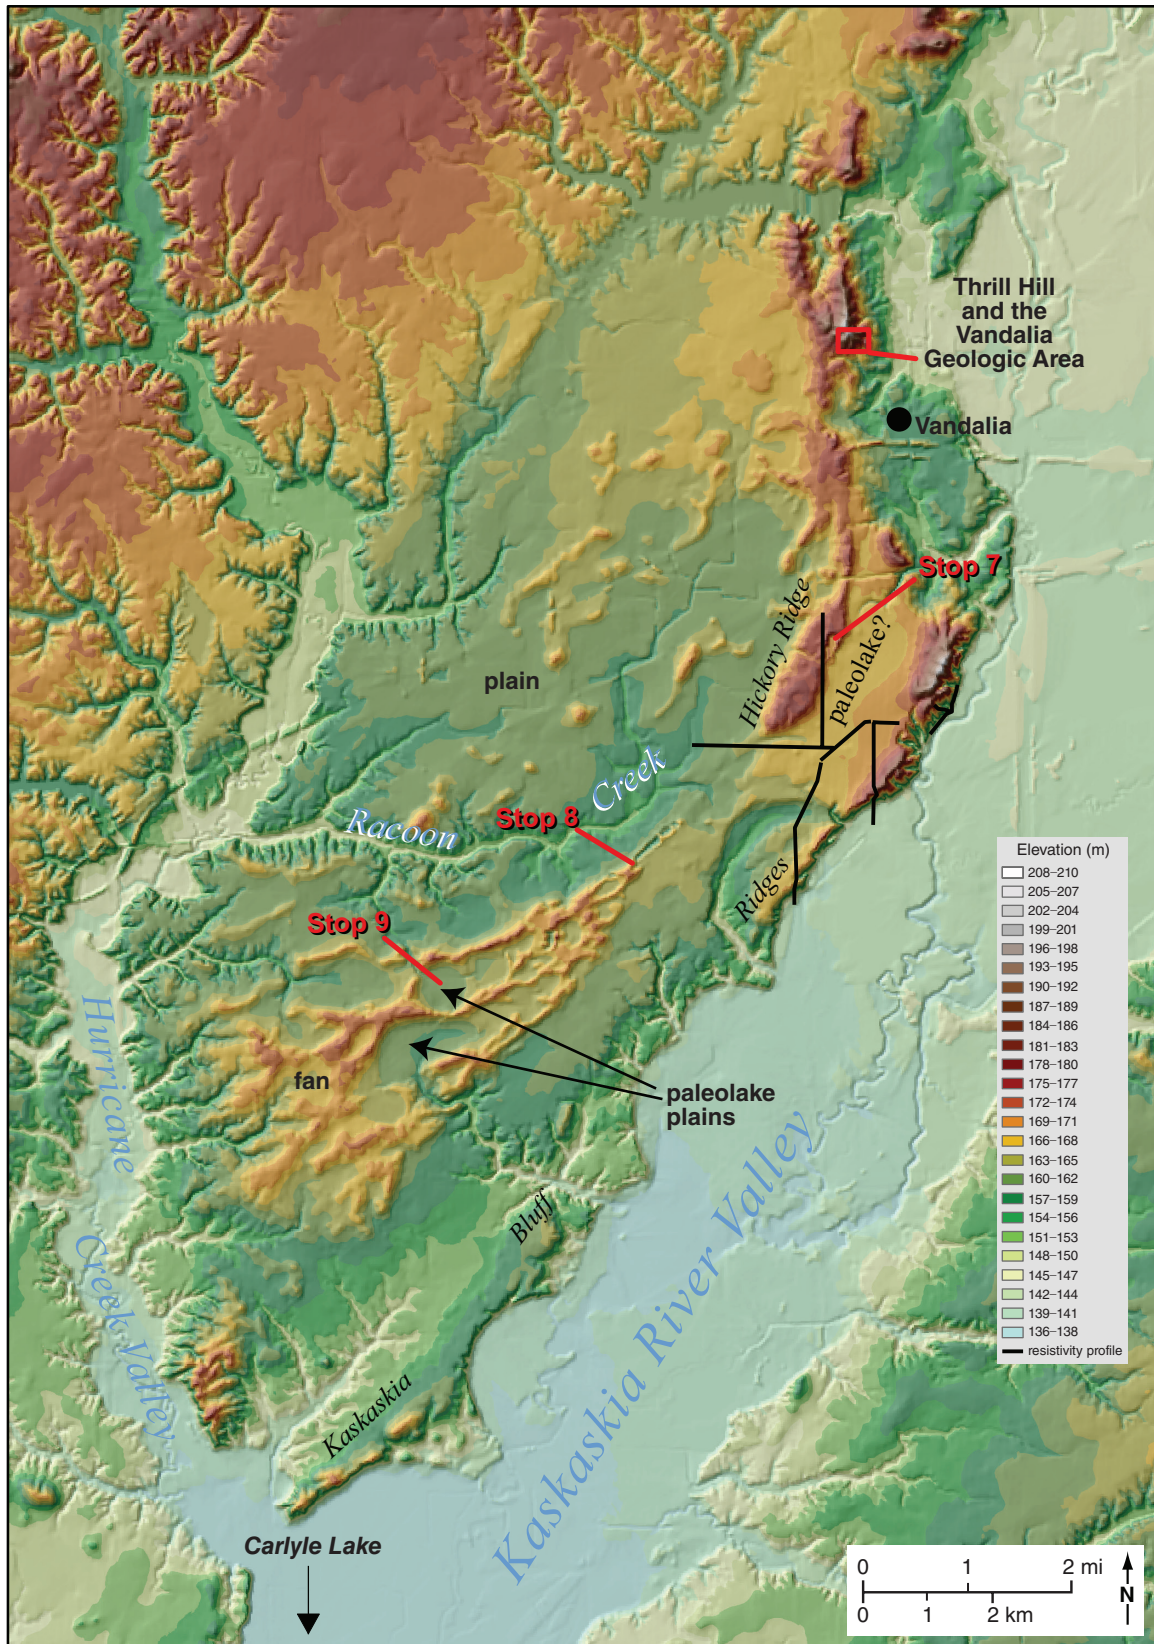 Thrill Hill
and the
Vandalia
Geologic Area
Vandalia
Stop 7
Hickory Ridge
paleolake?
plain
Creek
Stop 8
Racoon
Ridges
Stop 9
Hurricane
fan
paleolake
plains
Kaskaskia River Valley
Bluff
Creek Valley
Kaskaskia
Carlyle Lake
Elevation (m)
208–210
205–207
202–204
199–201
196–198
193–195
190–192
187–189
184–186
181–183
178–180
175–177
172–174
169–171
166–168
163–165
160–162
157–159
154–156
151–153
148–150
145–147
142–144
139–141
136–138
resistivity profile
0 1 2 mi
0 1 2 km
N